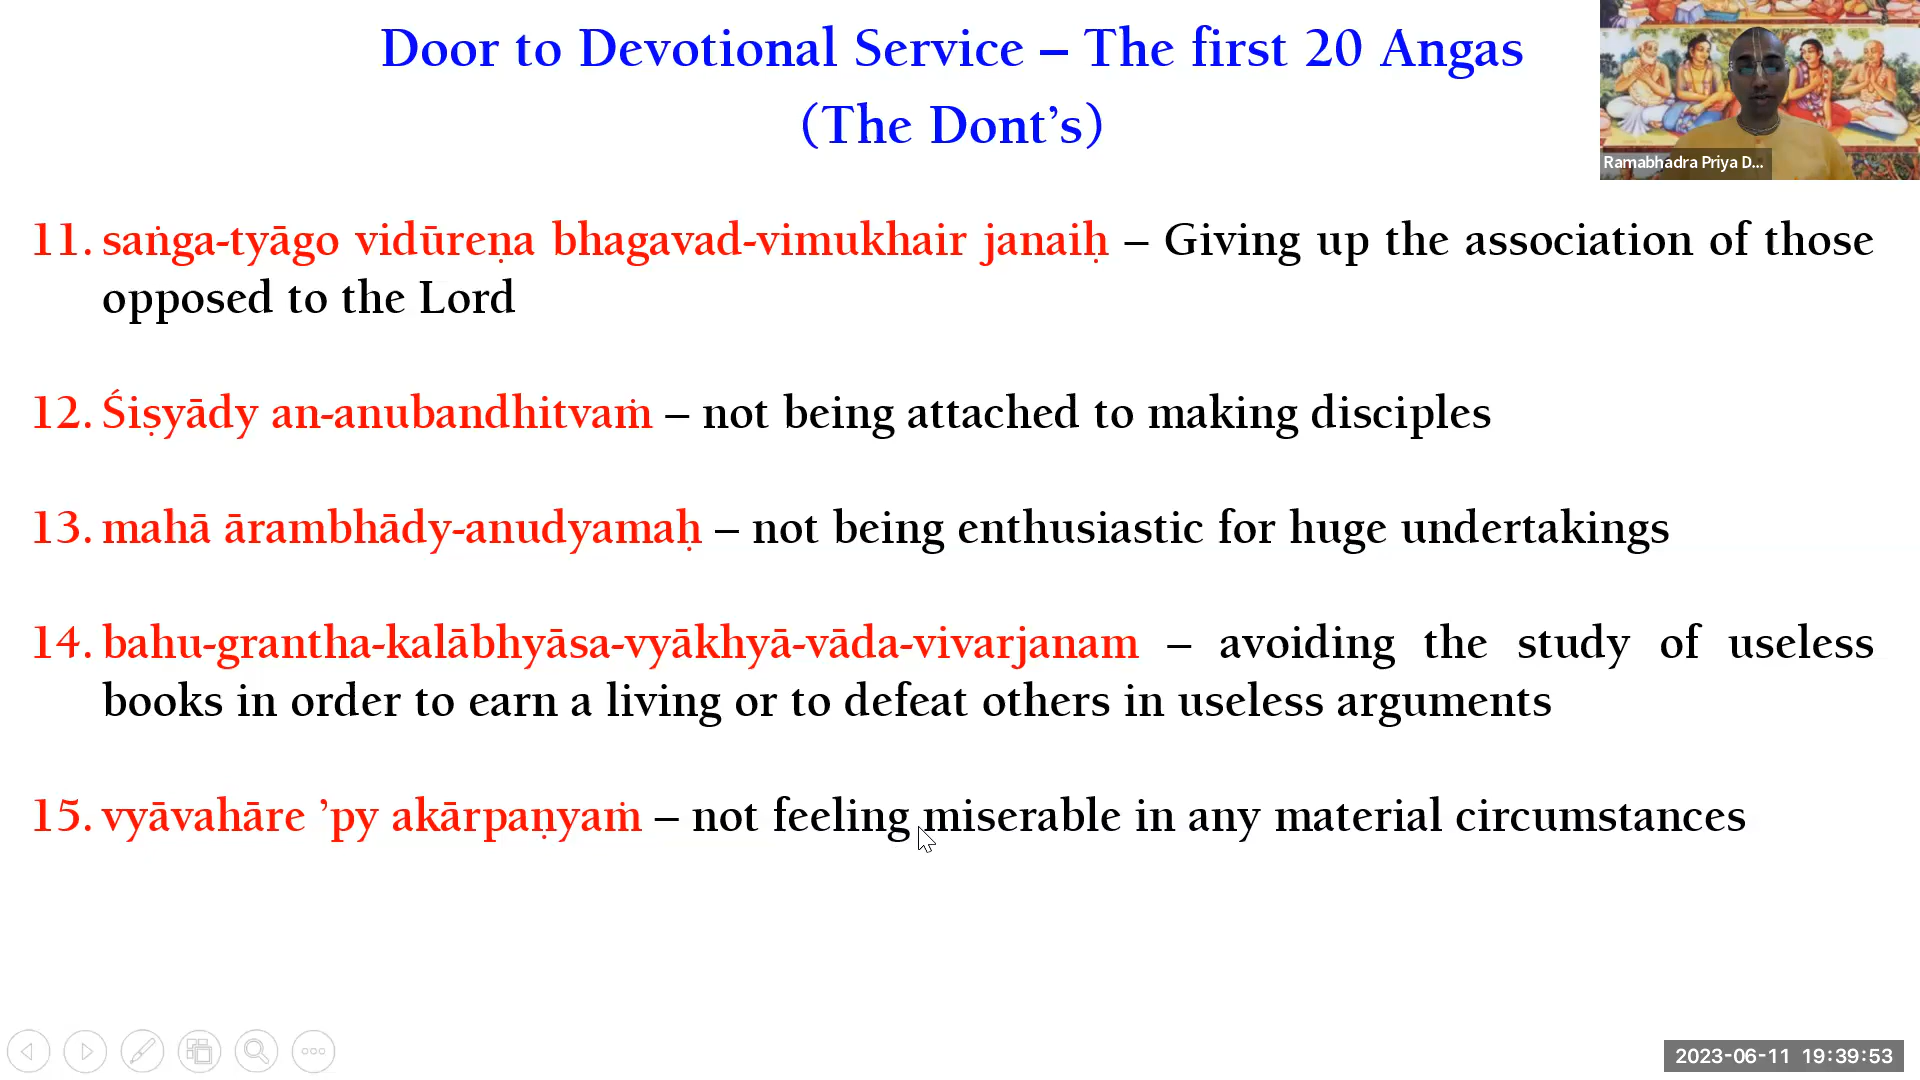 Door to Devotional Service – The first 20 Angas
(The Dont’s)
Ramabhadra Priya D...
11. saṅga-tyāgo vidūreṇa bhagavad-vimukhair janaiḥ – Giving up the association of those
opposed to the Lord
12. Śiṣyādy an-anubandhitvaṁ – not being attached to making disciples
13. mahā ārambhādy-anudyamaḥ – not being enthusiastic for huge undertakings
14. bahu-grantha-kalābhyāsa-vyākhyā-vāda-vivarjanam – avoiding the study of useless
books in order to earn a living or to defeat others in useless arguments
15. vyāvahāre ’py akārpaṇyaṁ – not feeling miserable in any material circumstances
2023-06-11 19:39:53